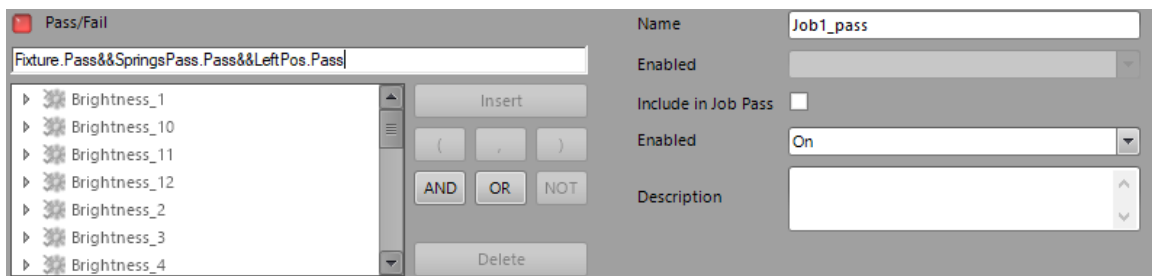 Pass/Fail
Fixture.Pass&&SpringsPass.Pass&&LeftPos.Pass
Brightness_1
Brightness_10
Brightness_11
Brightness_12
Brightness_2
Brightness_3
Brightness_4
Insert
( , )
AND OR NOT
Delete
Name Job1_pass
Enabled
Include in Job Pass
Enabled On
Description